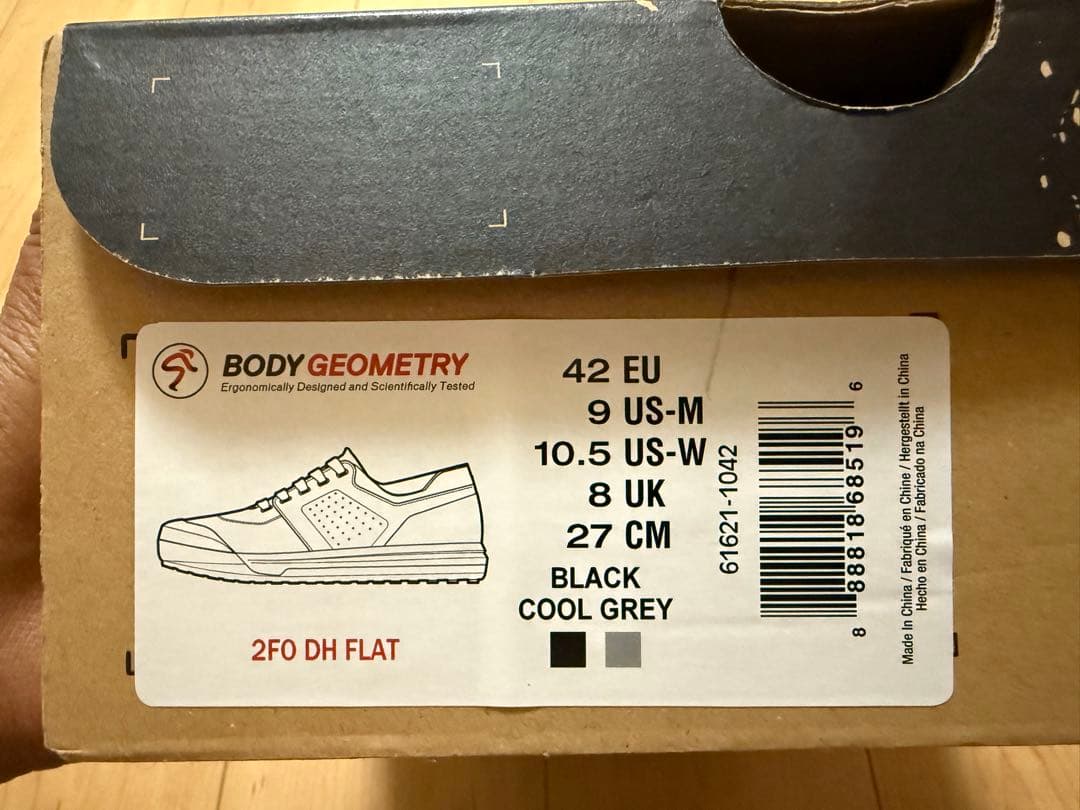 BODY GEOMETRY
Ergonomically Designed and Scientifically Tested
2FO DH FLAT
42 EU
9 US-M
10.5 US-W
8 UK
27 CM
BLACK
COOL GREY
61621-1042
8 88818 68519 6
Made In China / Fabriqué en Chine / Hergestellt in China
Hecho en China / Fabricado na China